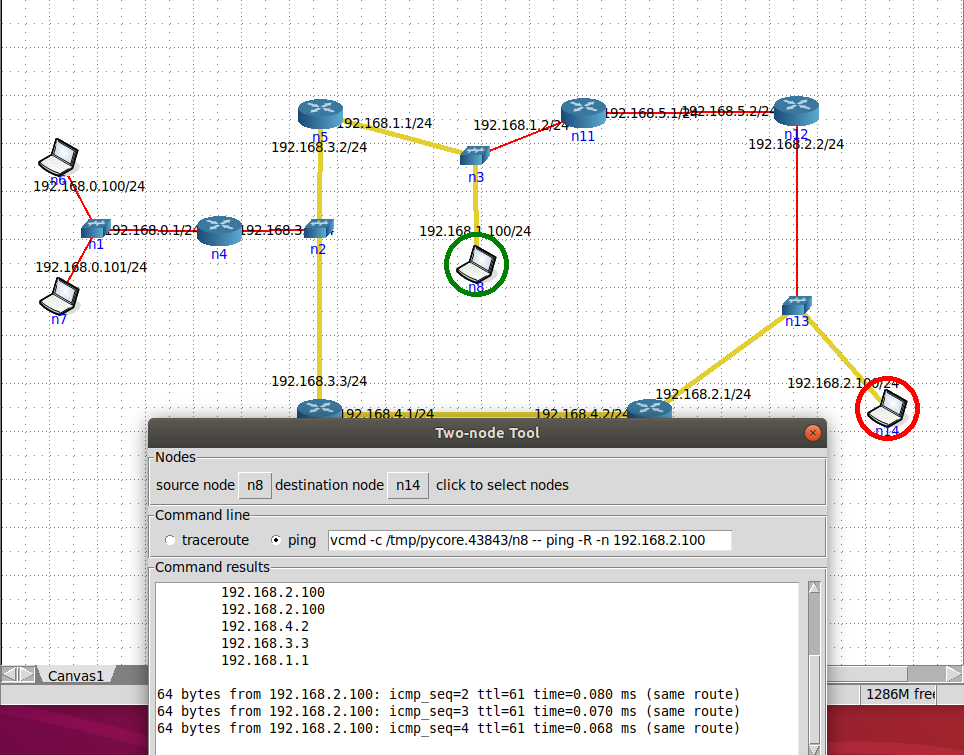 n5
192.168.1.1/24
192.168.3.2/24
192.168.1.2/24
n11
192.168.5.1/24
192.168.5.2/24
n12
192.168.2.2/24
n3
n6
192.168.0.100/24
n1
192.168.0.1/24
n4
192.168.3.
n2
192.168.1.100/24
n8
192.168.0.101/24
n7
n13
192.168.3.3/24
192.168.2.100/24
192.168.2.1/24
n14
192.168.4.1/24
192.168.4.2/24
Two-node Tool
Nodes
source node n8 destination node n14 click to select nodes
Command line
traceroute ping vcmd -c /tmp/pycore.43843/n8 -- ping -R -n 192.168.2.100
Command results
192.168.2.100
192.168.2.100
192.168.4.2
192.168.3.3
192.168.1.1
64 bytes from 192.168.2.100: icmp_seq=2 ttl=61 time=0.080 ms (same route)
64 bytes from 192.168.2.100: icmp_seq=3 ttl=61 time=0.070 ms (same route)
64 bytes from 192.168.2.100: icmp_seq=4 ttl=61 time=0.068 ms (same route)
Canvas1
1286M free